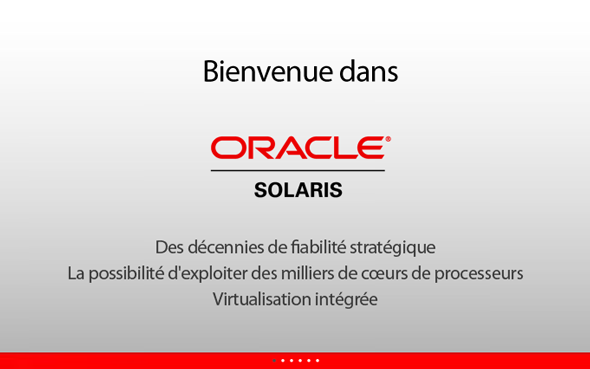 Bienvenue dans
ORACLE®
SOLARIS
Des décennies de fiabilité stratégique
La possibilité d'exploiter des milliers de cœurs de processeurs
Virtualisation intégrée